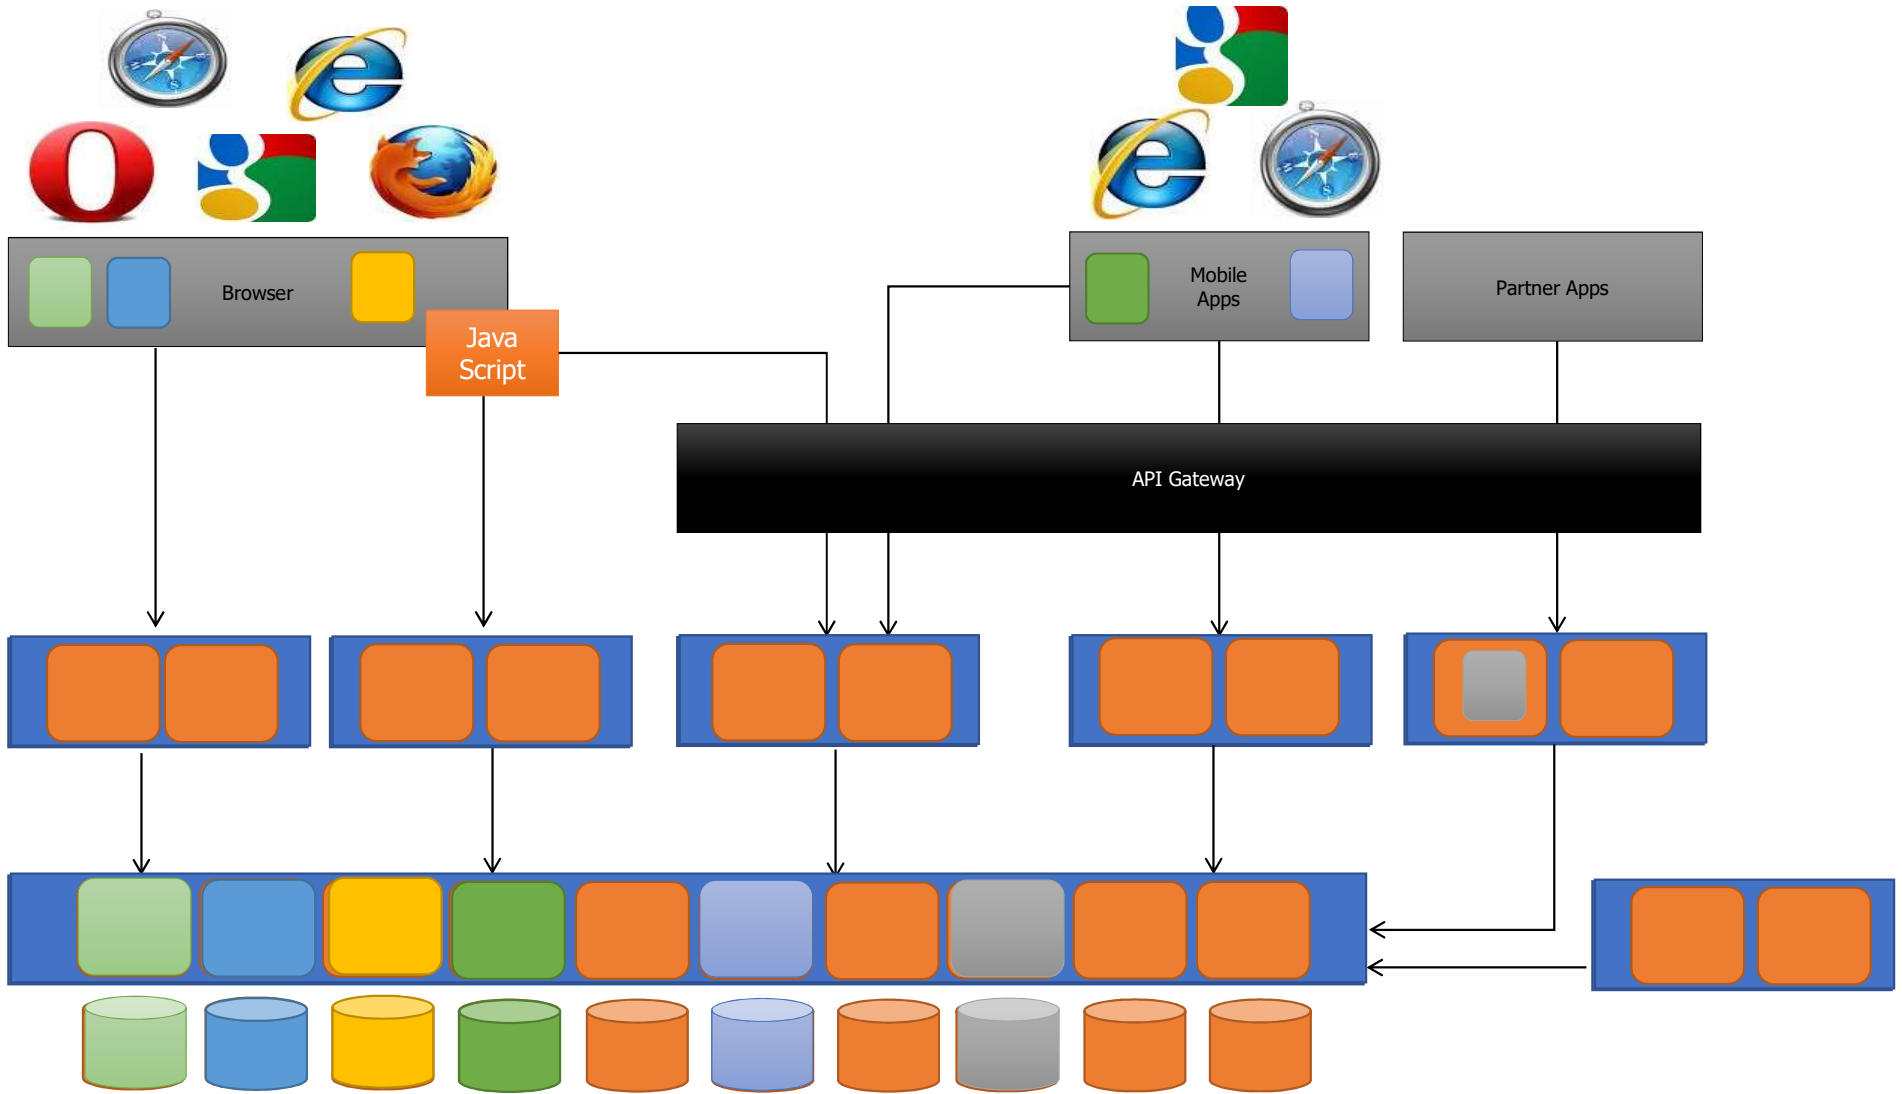 Browser
Java
Script
Mobile
Apps
Partner Apps
API Gateway